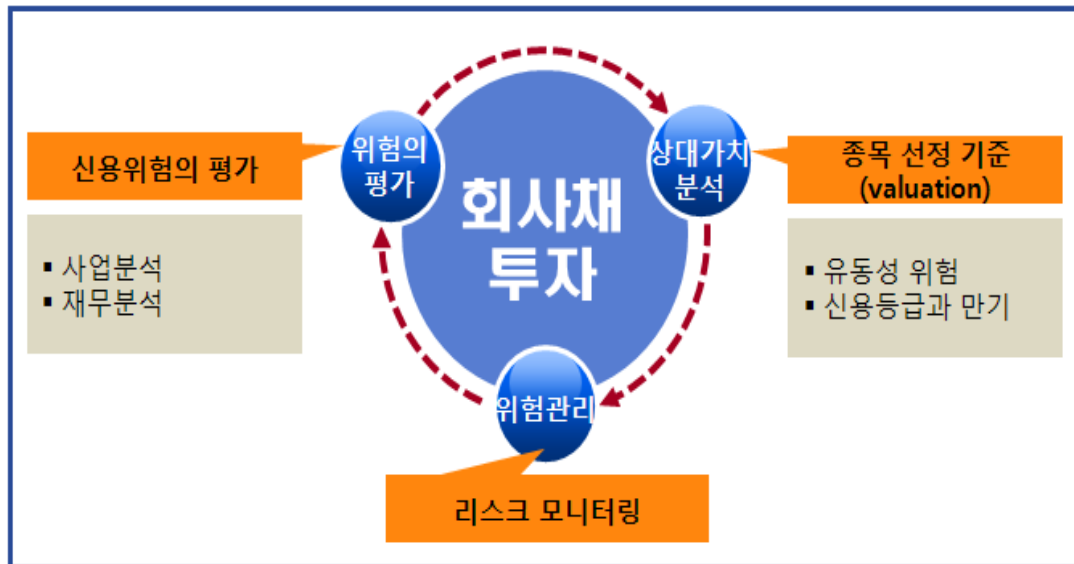 신용위험의 평가
▪ 사업분석
▪ 재무분석
위험의
평가
회사채
투자
상대가치
분석
종목 선정 기준
(valuation)
▪ 유동성 위험
▪ 신용등급과 만기
위험관리
리스크 모니터링